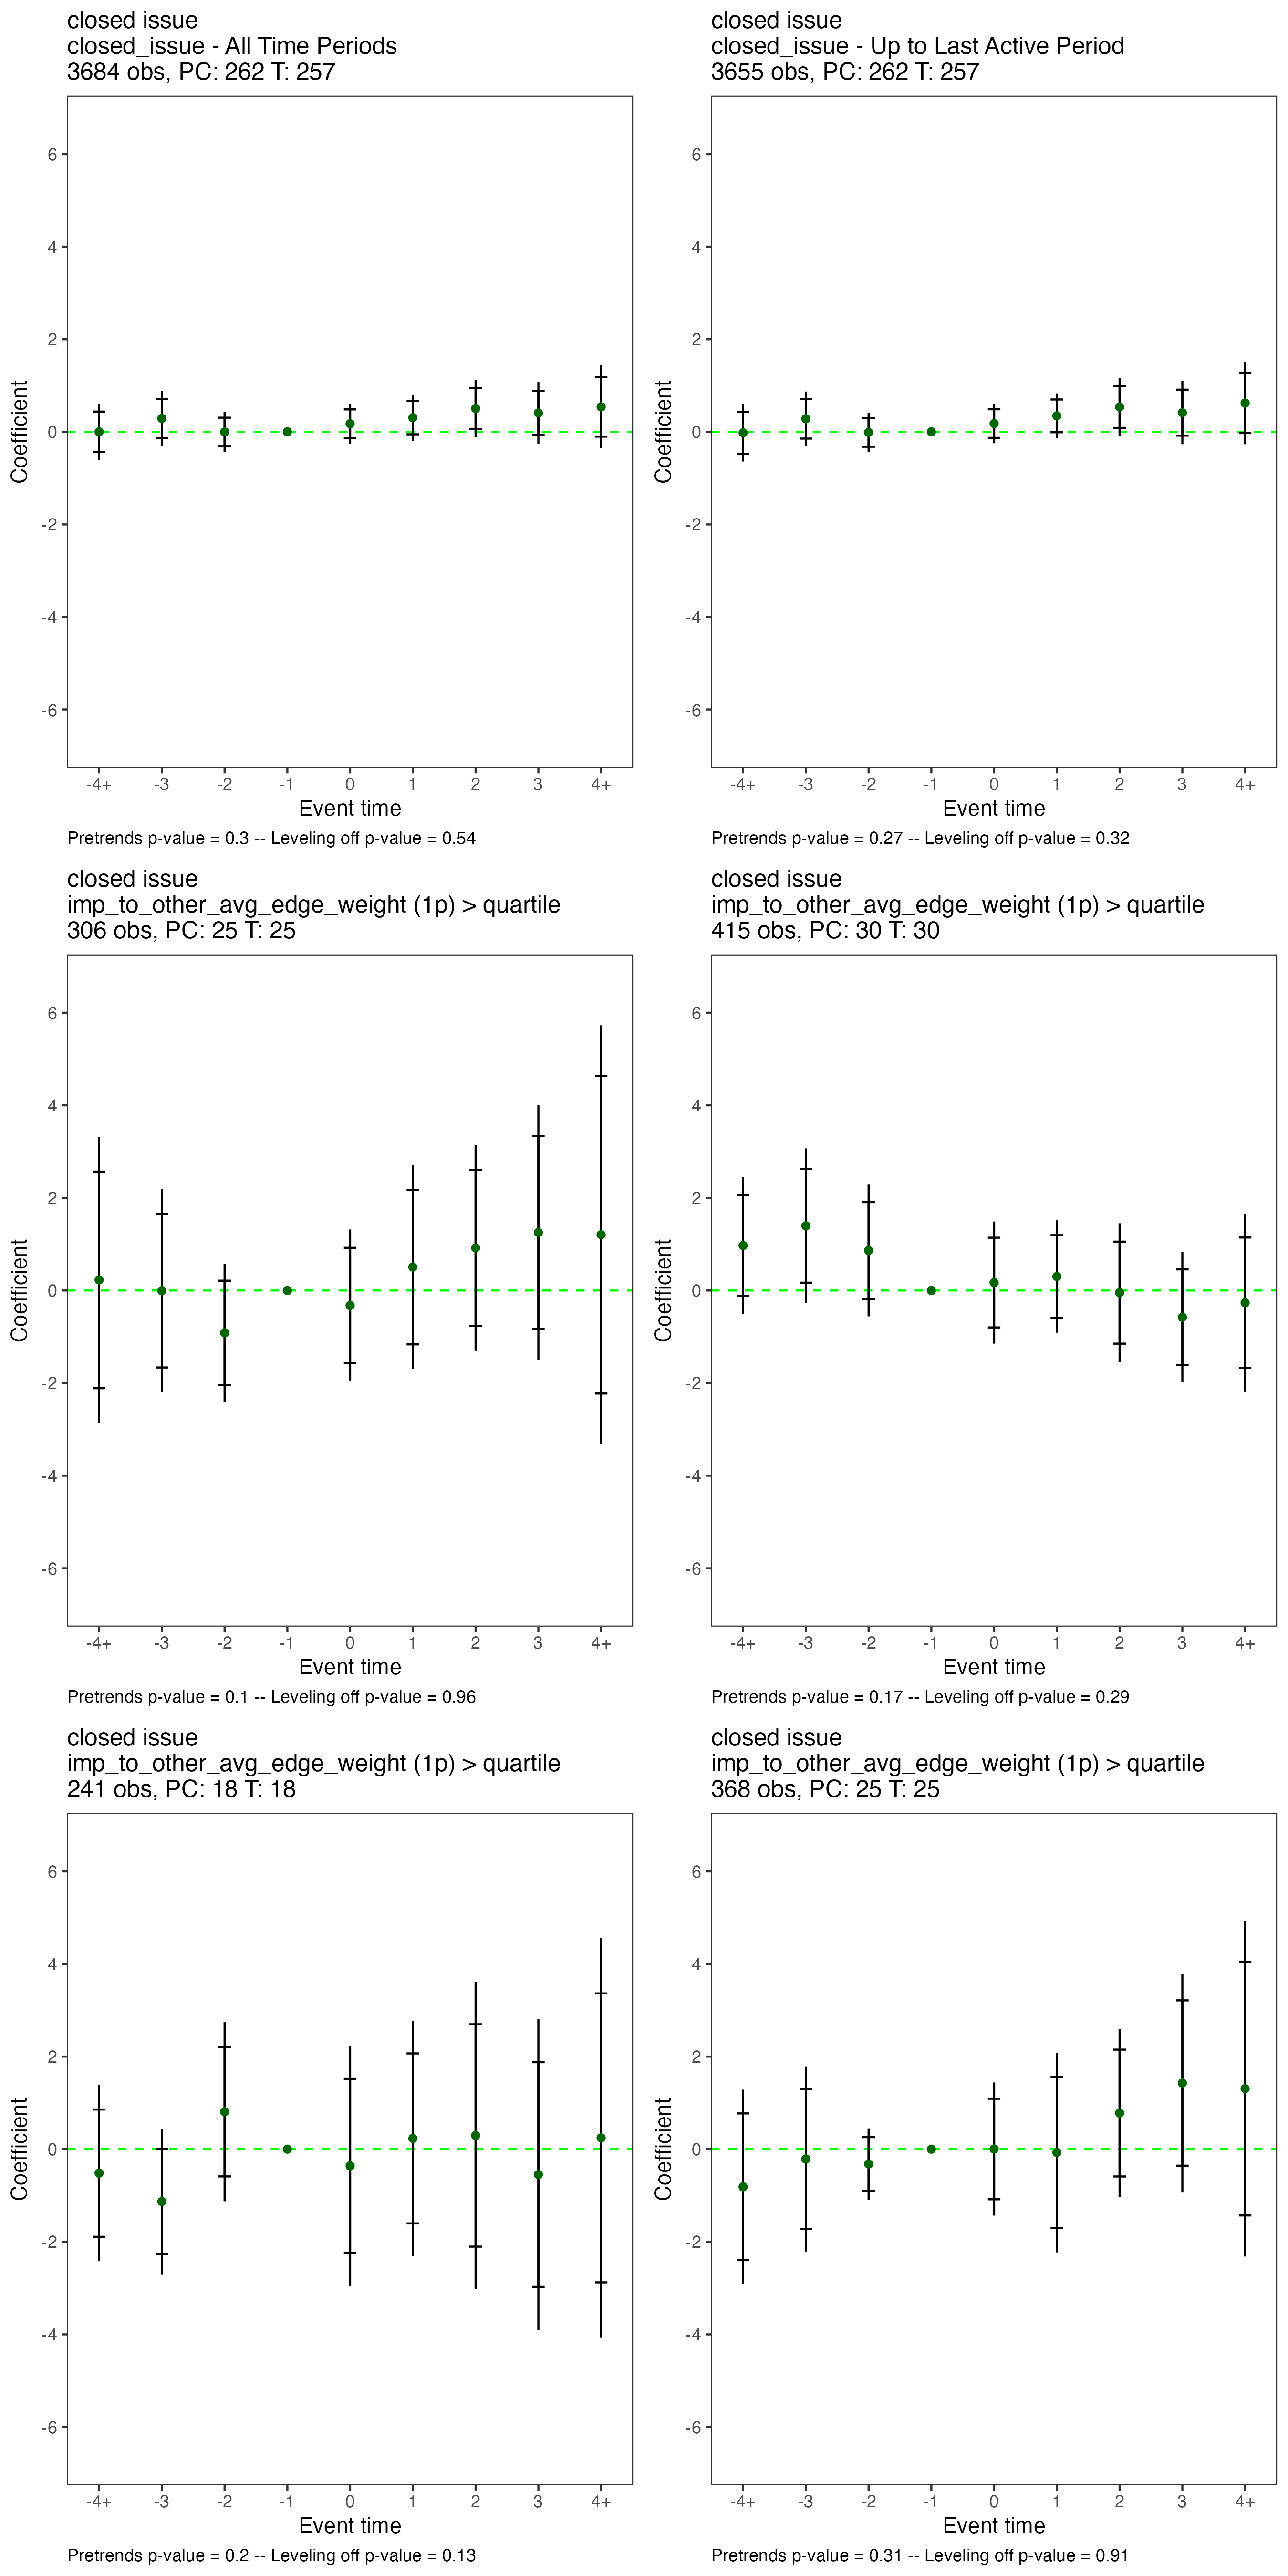 closed issue
closed_issue - All Time Periods
3684 obs, PC: 262 T: 257
6
4
2
0
-2
-4
-6
Coefficient
-4+ -3 -2 -1 0 1 2 3 4+
Event time
Pretrends p-value = 0.3 -- Leveling off p-value = 0.54
closed issue
closed_issue - Up to Last Active Period
3655 obs, PC: 262 T: 257
6
4
2
0
-2
-4
-6
Coefficient
-4+ -3 -2 -1 0 1 2 3 4+
Event time
Pretrends p-value = 0.27 -- Leveling off p-value = 0.32
closed issue
imp_to_other_avg_edge_weight (1p) > quartile
306 obs, PC: 25 T: 25
6
4
2
0
-2
-4
-6
Coefficient
-4+ -3 -2 -1 0 1 2 3 4+
Event time
Pretrends p-value = 0.1 -- Leveling off p-value = 0.96
closed issue
imp_to_other_avg_edge_weight (1p) > quartile
415 obs, PC: 30 T: 30
6
4
2
0
-2
-4
-6
Coefficient
-4+ -3 -2 -1 0 1 2 3 4+
Event time
Pretrends p-value = 0.17 -- Leveling off p-value = 0.29
closed issue
imp_to_other_avg_edge_weight (1p) > quartile
241 obs, PC: 18 T: 18
6
4
2
0
-2
-4
-6
Coefficient
-4+ -3 -2 -1 0 1 2 3 4+
Event time
Pretrends p-value = 0.2 -- Leveling off p-value = 0.13
closed issue
imp_to_other_avg_edge_weight (1p) > quartile
368 obs, PC: 25 T: 25
6
4
2
0
-2
-4
-6
Coefficient
-4+ -3 -2 -1 0 1 2 3 4+
Event time
Pretrends p-value = 0.31 -- Leveling off p-value = 0.91